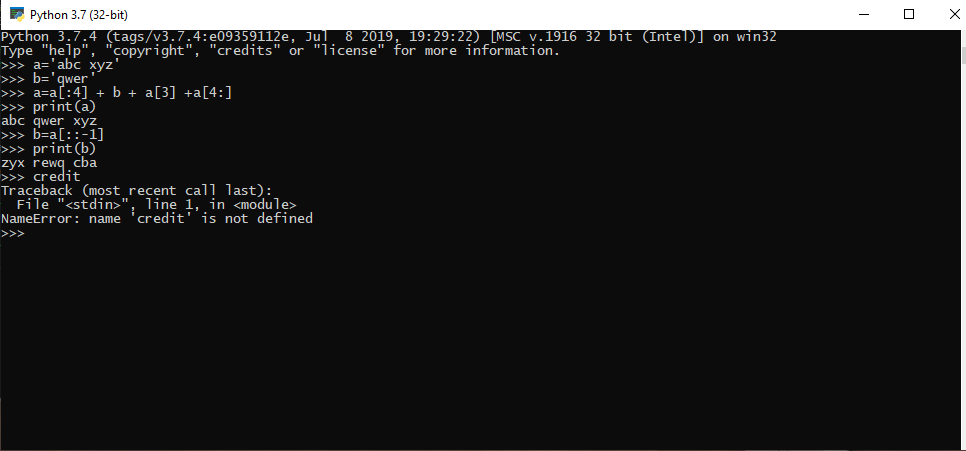 Python 3.7 (32-bit)
Python 3.7.4 (tags/v3.7.4:e09359112e, Jul  8 2019, 19:29:22) [MSC v.1916 32 bit (Intel)] on win32
Type "help", "copyright", "credits" or "license" for more information.
>>> a='abc xyz'
>>> b='qwer'
>>> a=a[:4] + b + a[3] +a[4:]
>>> print(a)
abc qwer xyz
>>> b=a[::-1]
>>> print(b)
zyx rewq cba
>>> credit
Traceback (most recent call last):
  File "<stdin>", line 1, in <module>
NameError: name 'credit' is not defined
>>>